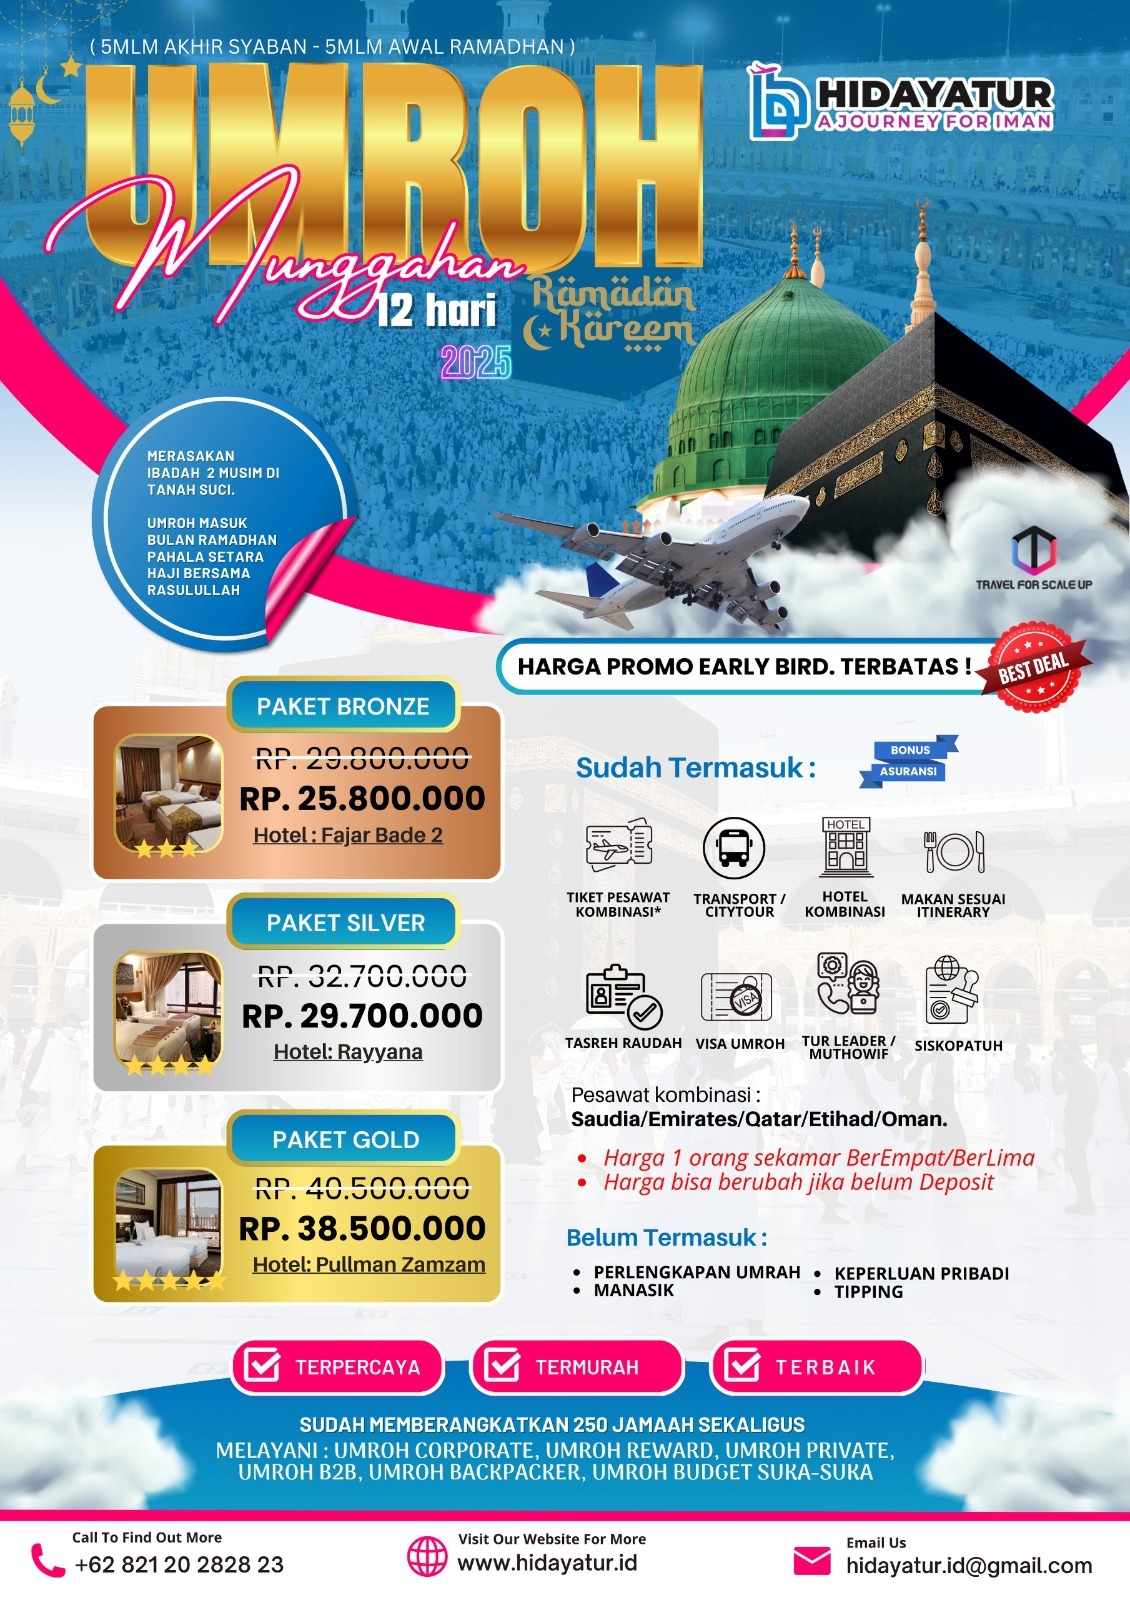 ( 5MLM AKHIR SYABAN - 5MLM AWAL RAMADHAN )
UMROH
Munggahan
12 hari
2025
Ramadan
Kareem
HIDAYATUR
A JOURNEY FOR IMAN
MERASAKAN
IBADAH 2 MUSIM DI
TANAH SUCI.
UMROH MASUK
BULAN RAMADHAN
PAHALA SETARA
HAJI BERSAMA
RASULULLAH
TRAVEL FOR SCALE UP
HARGA PROMO EARLY BIRD. TERBATAS !
BEST DEAL
PAKET BRONZE
RP. 29.800.000
RP. 25.800.000
Hotel : Fajar Bade 2
PAKET SILVER
RP. 32.700.000
RP. 29.700.000
Hotel: Rayyana
PAKET GOLD
RP. 40.500.000
RP. 38.500.000
Hotel: Pullman Zamzam
Sudah Termasuk :
BONUS
ASURANSI
TIKET PESAWAT
KOMBINASI*
TRANSPORT /
CITYTOUR
HOTEL
HOTEL
KOMBINASI
MAKAN SESUAI
ITINERARY
TASREH RAUDAH
VISA
VISA UMROH
TUR LEADER /
MUTHOWIF
SISKOPATUH
Pesawat kombinasi :
Saudia/Emirates/Qatar/Etihad/Oman.
• Harga 1 orang sekamar BerEmpat/BerLima
• Harga bisa berubah jika belum Deposit
Belum Termasuk :
• PERLENGKAPAN UMRAH
• MANASIK
• KEPERLUAN PRIBADI
• TIPPING
TERPERCAYA
TERMURAH
TERBAIK
SUDAH MEMBERANGKATKAN 250 JAMAAH SEKALIGUS
MELAYANI : UMROH CORPORATE, UMROH REWARD, UMROH PRIVATE,
UMROH B2B, UMROH BACKPACKER, UMROH BUDGET SUKA-SUKA
Call To Find Out More
+62 821 20 2828 23
Visit Our Website For More
www.hidayatur.id
Email Us
hidayatur.id@gmail.com